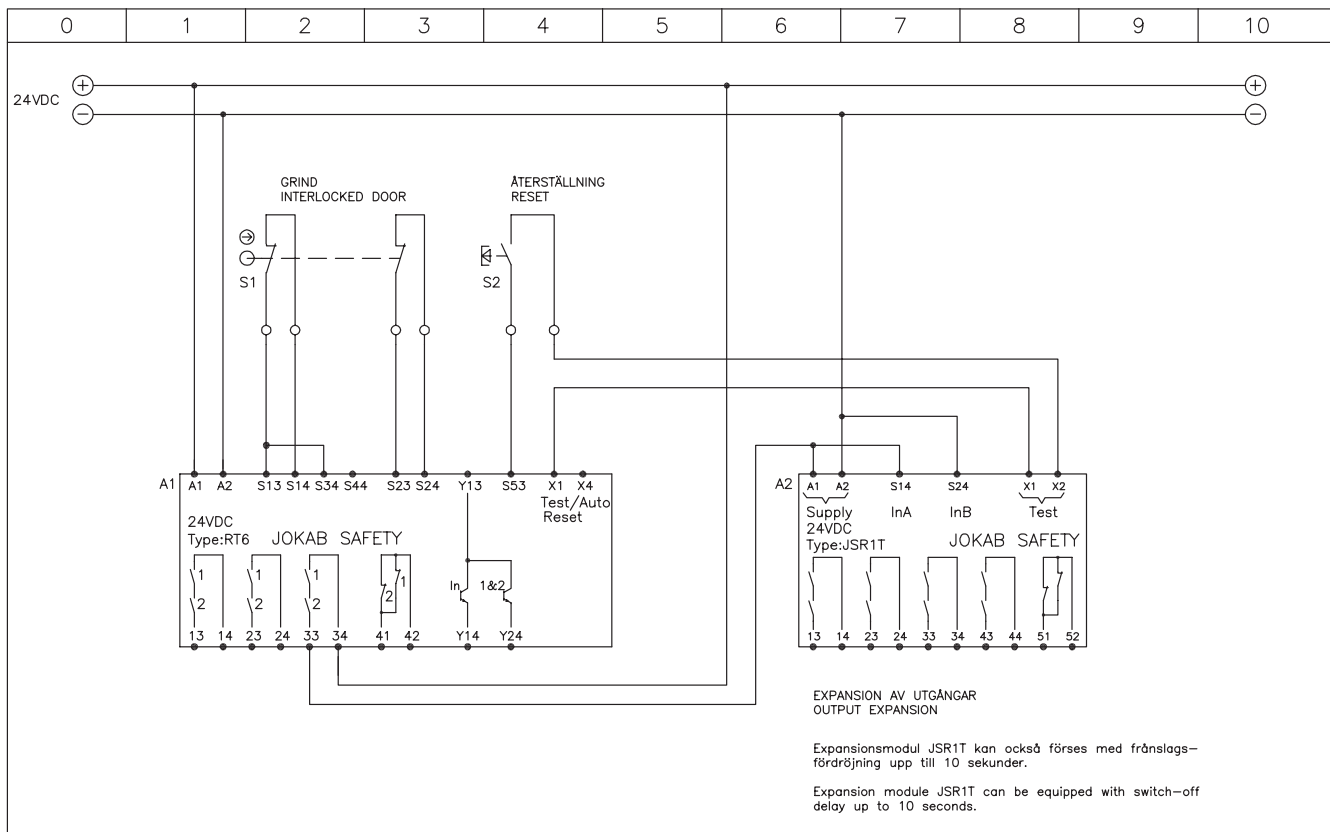 0 1 2 3 4 5 6 7 8 9 10
24VDC
GRIND
INTERLOCKED DOOR
ÅTERSTÄLLNING
RESET
S1
S2
A1
A1 A2 S13 S14 S34 S44 S23 S24 Y13 S53 X1 X4
Test/Auto
Reset
24VDC
Type:RT6
JOKAB SAFETY
1 1 1 1
2 2 2 2
In 1&2
13 14 23 24 33 34 41 42 Y14 Y24
A2
A1 A2 S14 S24 X1 X2
Supply InA InB Test
24VDC
Type:JSR1T
JOKAB SAFETY
13 14 23 24 33 34 43 44 51 52
EXPANSION AV UTGÅNGAR
OUTPUT EXPANSION
Expansionsmodul JSR1T kan också förses med frånslags–
fördröjning upp till 10 sekunder.
Expansion module JSR1T can be equipped with switch–off
delay up to 10 seconds.